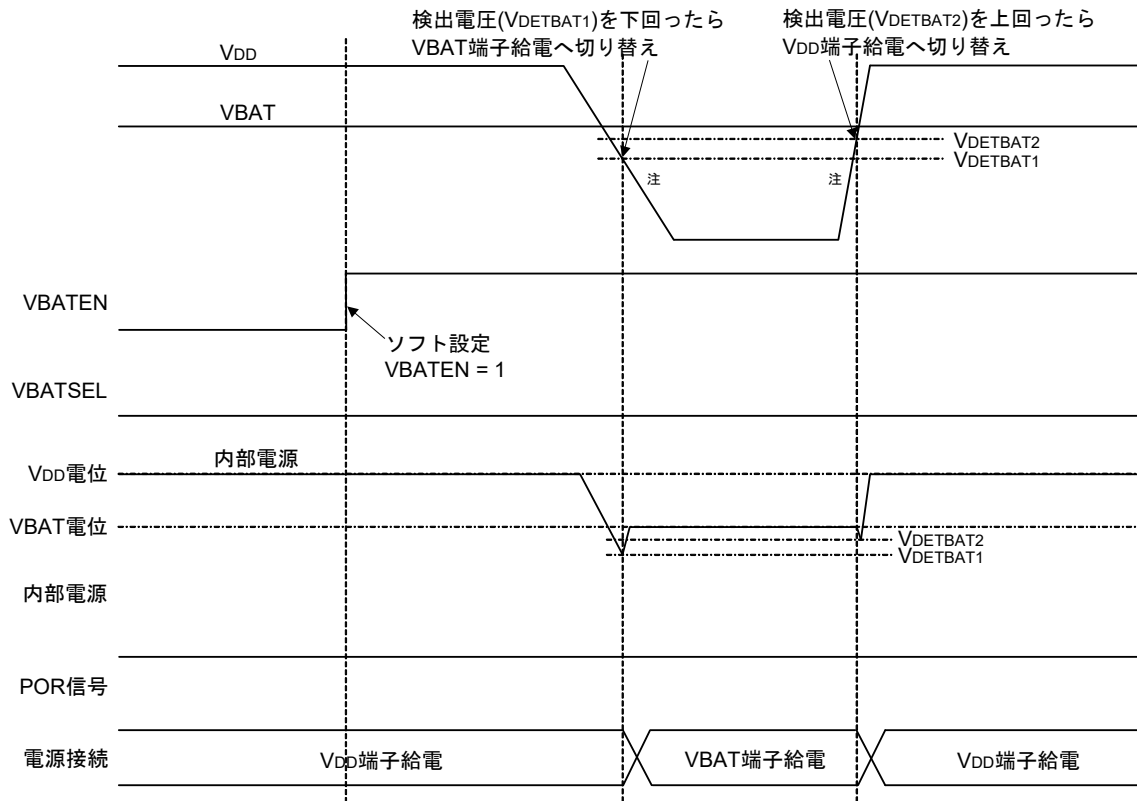 検出電圧(VDETBAT1)を下回ったら
VBAT端子給電へ切り替え
検出電圧(VDETBAT2)を上回ったら
VDD端子給電へ切り替え
VDD
VBAT
VDETBAT2
VDETBAT1
注
注
VBATEN
ソフト設定
VBATEN = 1
VBATSEL
VDD電位
内部電源
VBAT電位
VDETBAT2
VDETBAT1
内部電源
POR信号
電源接続
VDD端子給電
VBAT端子給電
VDD端子給電